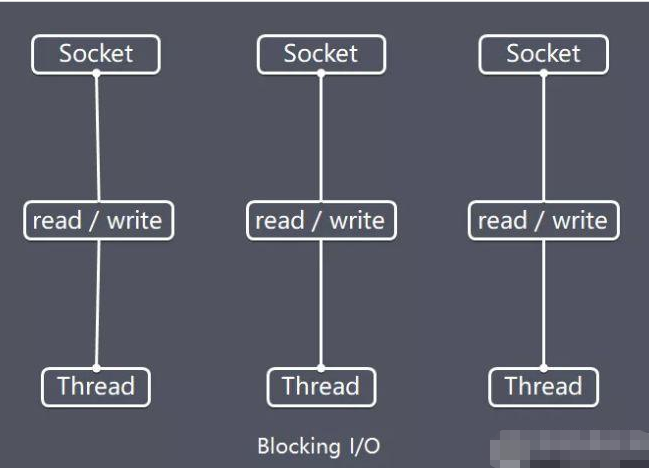 Socket Socket Socket
read / write read / write read / write
Thread Thread Thread
Blocking I/O